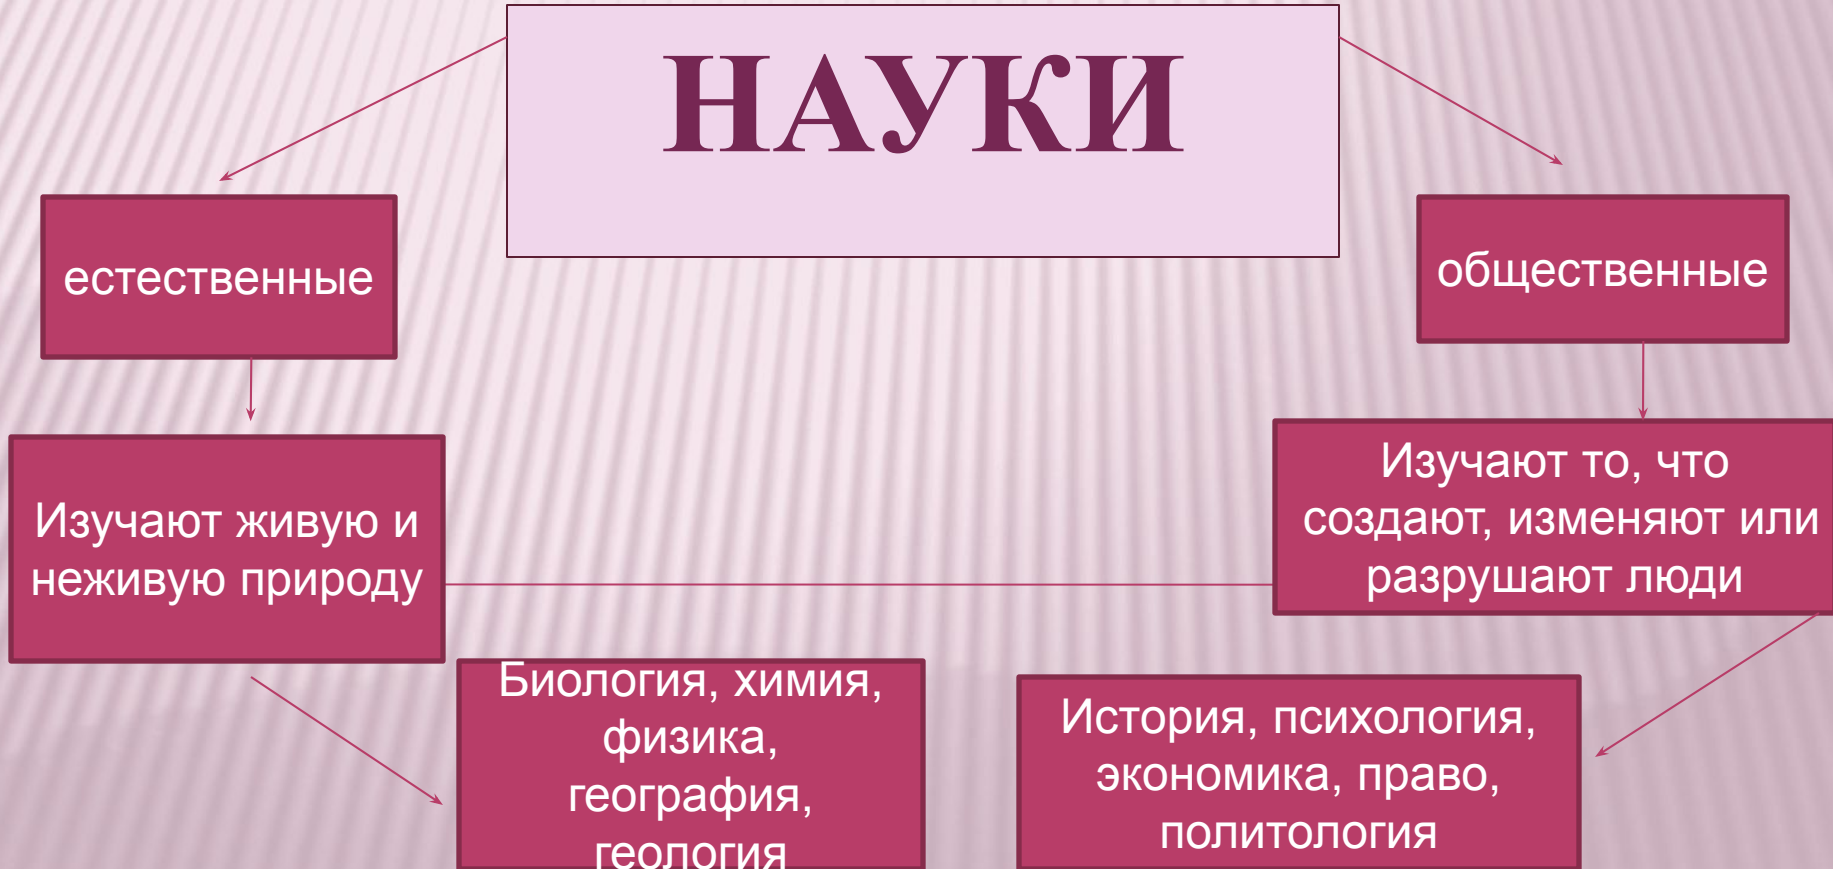 НАУКИ
естественные
общественные
Изучают живую и
неживую природу
Изучают то, что
создают, изменяют или
разрушают люди
Биология, химия,
физика,
география,
геология
История, психология,
экономика, право,
политология